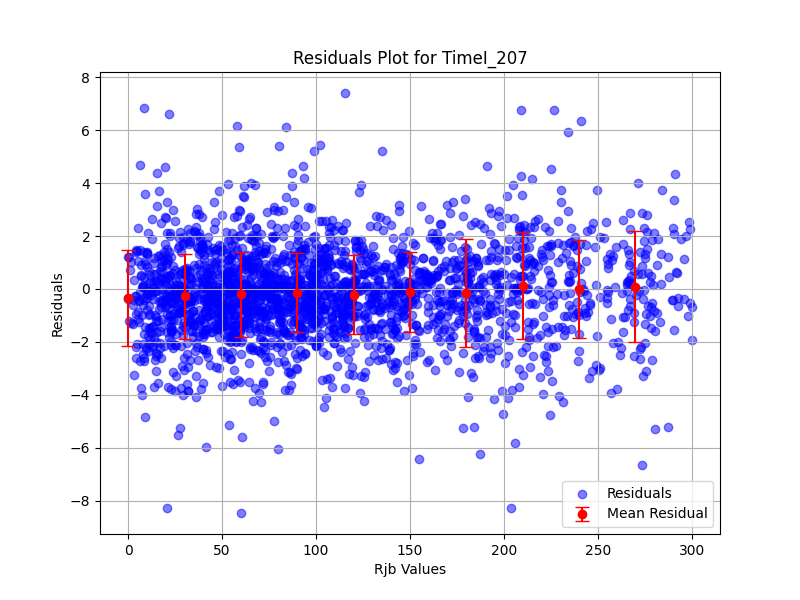 Residuals Plot for TimeI_207
Residuals
8
6
4
2
0
−2
−4
−6
−8
0 50 100 150 200 250 300
Rjb Values
Residuals
Mean Residual